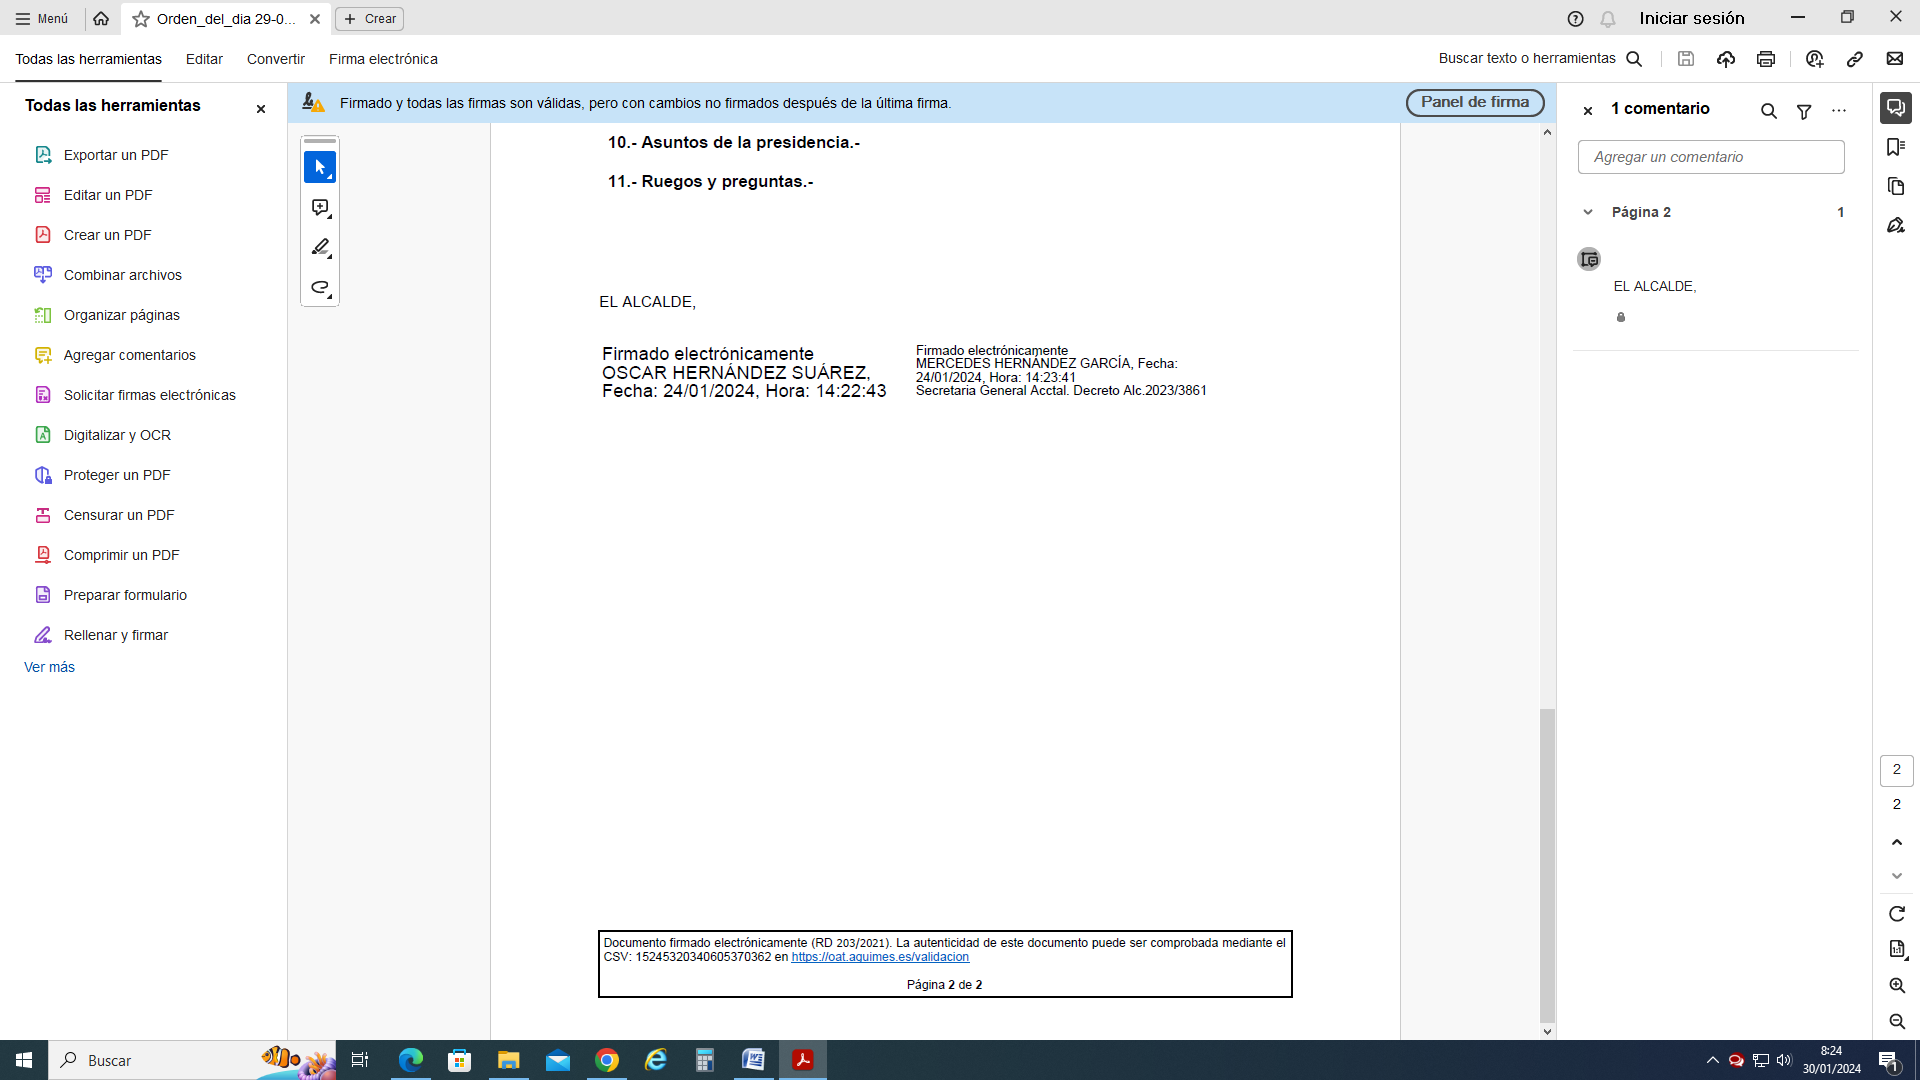 Menú
Orden_del_dia 29-0...
Crear
Iniciar sesión
Todas las herramientas
Editar
Convertir
Firma electrónica
Buscar texto o herramientas
Todas las herramientas
Exportar un PDF
Editar un PDF
Crear un PDF
Combinar archivos
Organizar páginas
Agregar comentarios
Solicitar firmas electrónicas
Digitalizar y OCR
Proteger un PDF
Censurar un PDF
Comprimir un PDF
Preparar formulario
Rellenar y firmar
Ver más
Firmado y todas las firmas son válidas, pero con cambios no firmados después de la última firma.
Panel de firma
10.- Asuntos de la presidencia.-
11.- Ruegos y preguntas.-
EL ALCALDE,
Firmado electrónicamente
OSCAR HERNÁNDEZ SUÁREZ,
Fecha: 24/01/2024, Hora: 14:22:43
Firmado electrónicamente
MERCEDES HERNÁNDEZ GARCÍA, Fecha:
24/01/2024, Hora: 14:23:41
Secretaria General Acctal. Decreto Alc.2023/3861
Documento firmado electrónicamente (RD 203/2021). La autenticidad de este documento puede ser comprobada mediante el
CSV: 15245320340605370362 en https://oat.aguimes.es/validacion
Página 2 de 2
1 comentario
Agregar un comentario
Página 2
1
EL ALCALDE,
2
2
Buscar
8:24
30/01/2024
1